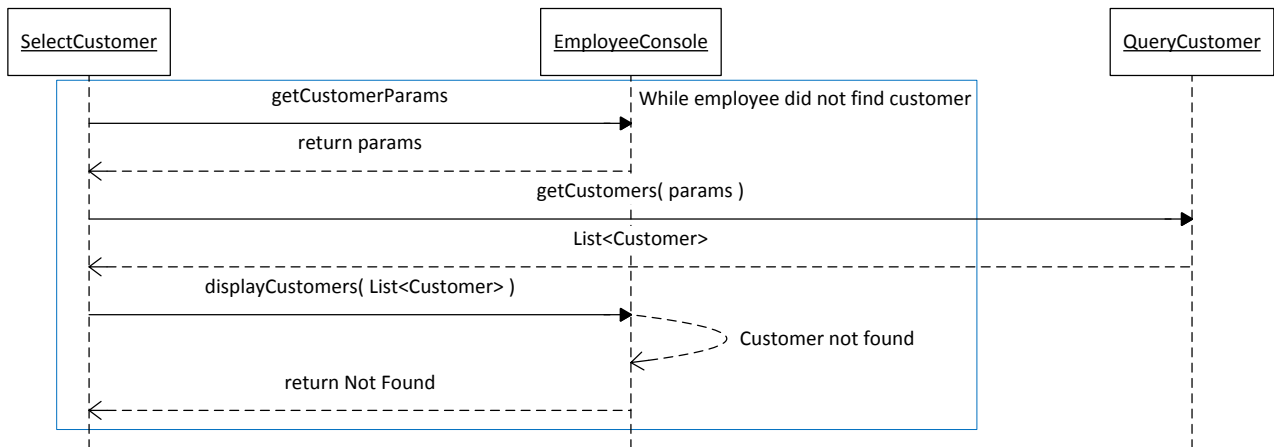 SelectCustomer
EmployeeConsole
QueryCustomer
getCustomerParams
While employee did not find customer
return params
getCustomers( params )
List<Customer>
displayCustomers( List<Customer> )
Customer not found
return Not Found